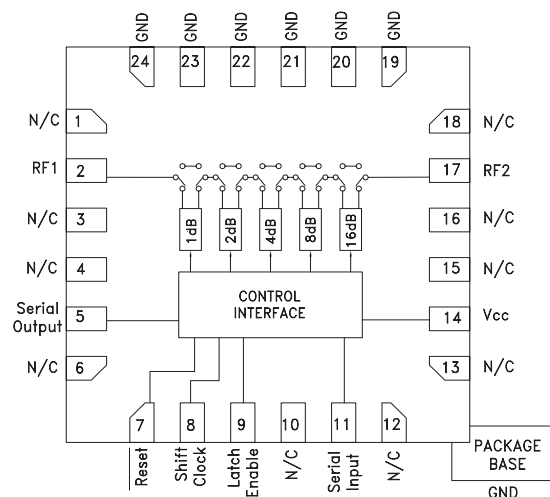 GND
GND
GND
GND
GND
GND
24
23
22
21
20
19
N/C
1
18
N/C
RF1
2
17
RF2
N/C
3
1dB
2dB
4dB
8dB
16dB
16
N/C
N/C
4
15
N/C
CONTROL
INTERFACE
Serial
Output
5
14
Vcc
N/C
6
13
N/C
7
8
9
10
11
12
Reset
Shift
Clock
Latch
Enable
N/C
Serial
Input
N/C
PACKAGE
BASE
GND